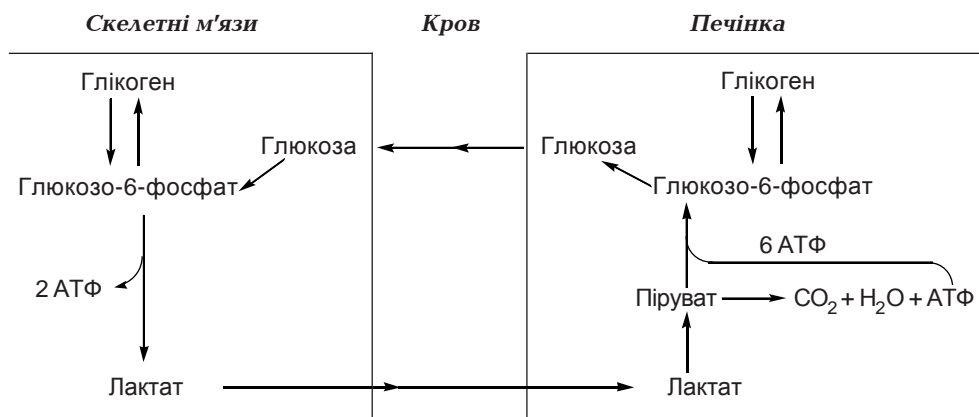 Скелетні м'язи Кров Печінка
Глікоген Глікоген
Глюкоза Глюкоза
Глюкозо-6-фосфат Глюкозо-6-фосфат
6 АТФ
2 АТФ Піруват CO2 + H2O + АТФ
Лактат Лактат